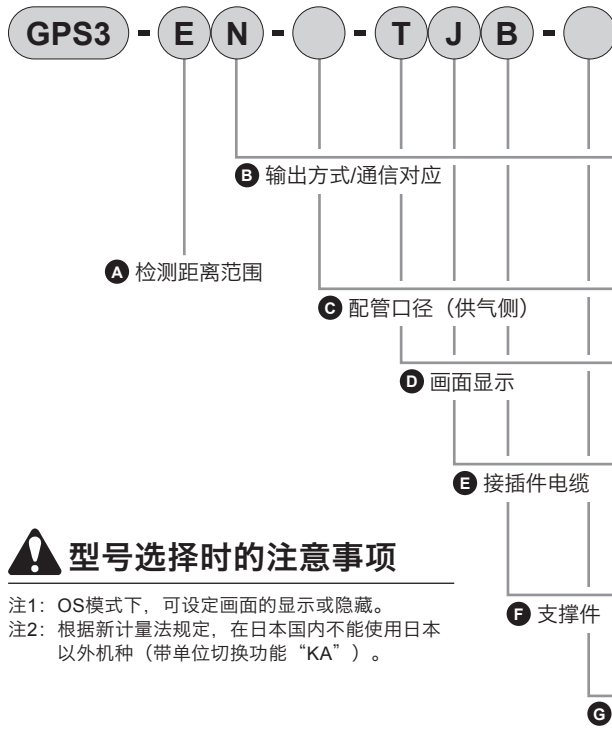 GPS3 - E N - - T J B -
B 输出方式/通信对应
A 检测距离范围
C 配管口径（供气侧）
D 画面显示
E 接插件电缆
型号选择时的注意事项
注1：OS模式下，可设定画面的显示或隐藏。
注2：根据新计量法规定，在日本国内不能使用日本
以外机种（带单位切换功能“KA”）。
F 支撑件
G